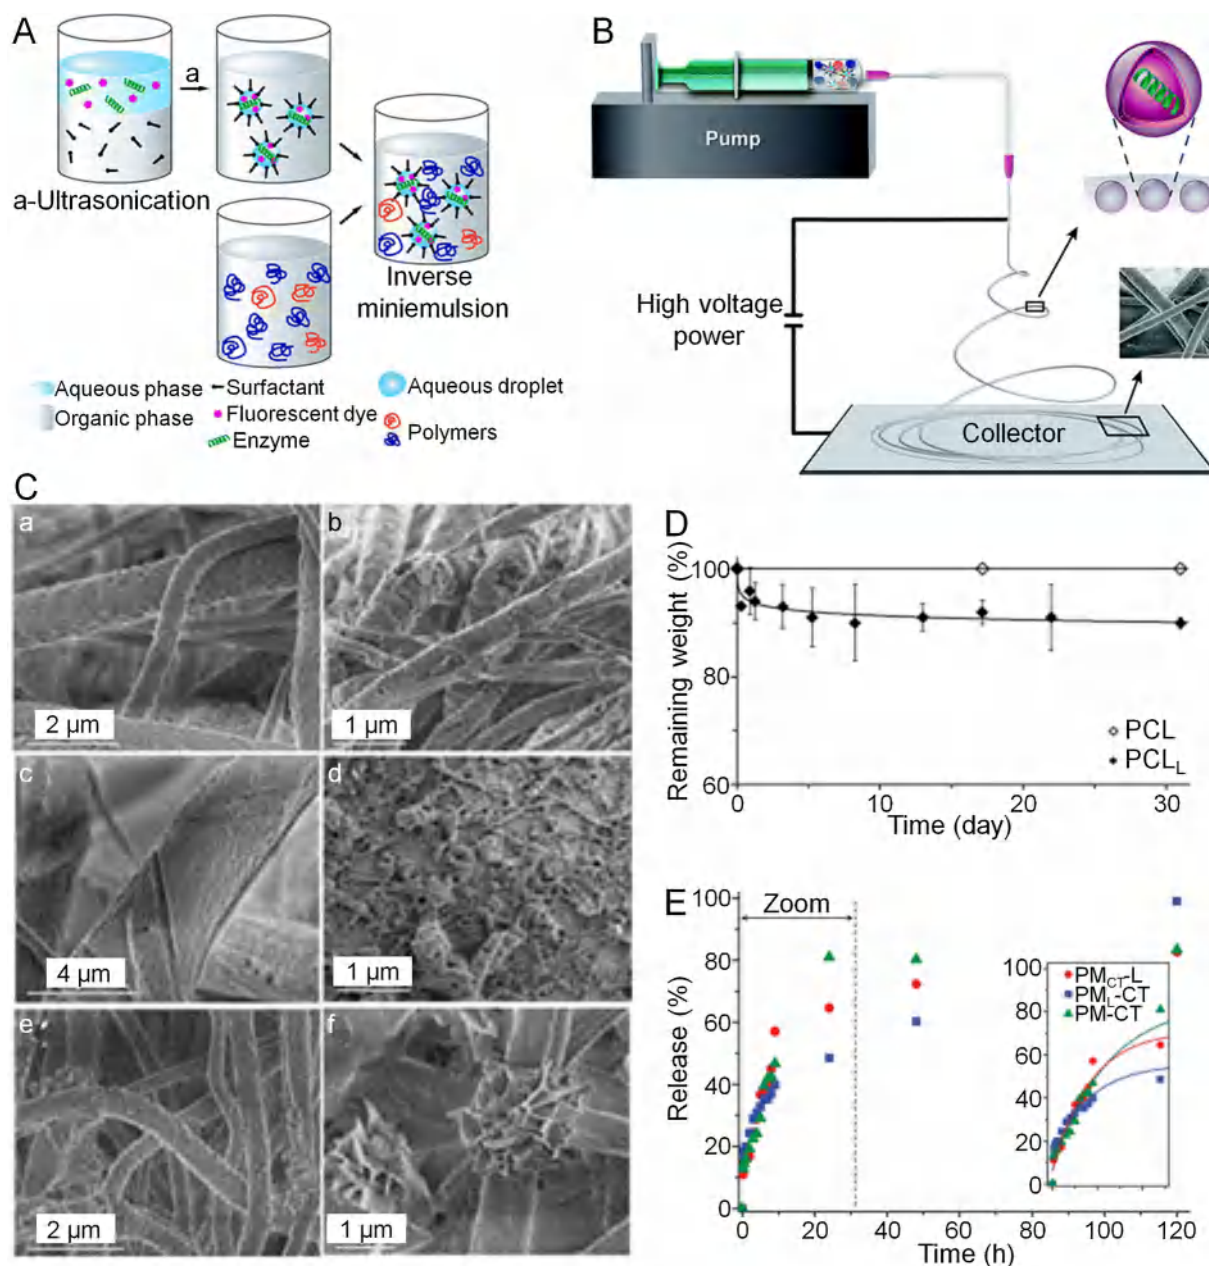 A
a
a-Ultrasonication
Inverse
miniemulsion
Aqueous phase
Surfactant
Aqueous droplet
Organic phase
Fluorescent dye
Polymers
Enzyme
B
Pump
High voltage
power
Collector
C
a
b
2 µm
1 µm
c
d
4 µm
1 µm
e
f
2 µm
1 µm
D
Remaining weight (%)
100
80
60
0
10
20
30
Time (day)
PCL
PCL_L
E
Release (%)
100
80
60
40
20
0
Zoom
0
20
40
60
80
100
120
Time (h)
100
80
60
40
20
0
PM_CT-L
PM_L-CT
PM-CT